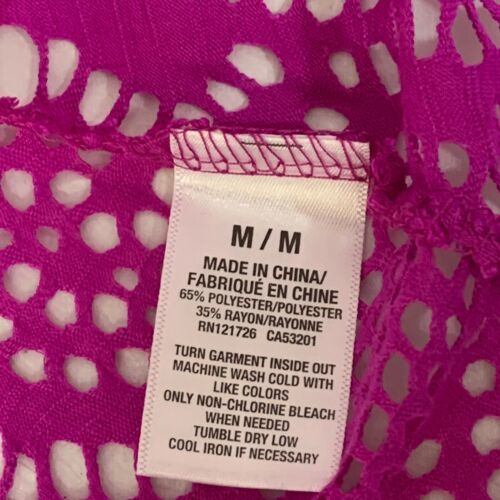 M / M
MADE IN CHINA/
FABRIQUÉ EN CHINE
65% POLYESTER/POLYESTER
35% RAYON/RAYONNE
RN121726 CA53201
TURN GARMENT INSIDE OUT
MACHINE WASH COLD WITH
LIKE COLORS
ONLY NON-CHLORINE BLEACH
WHEN NEEDED
TUMBLE DRY LOW
COOL IRON IF NECESSARY